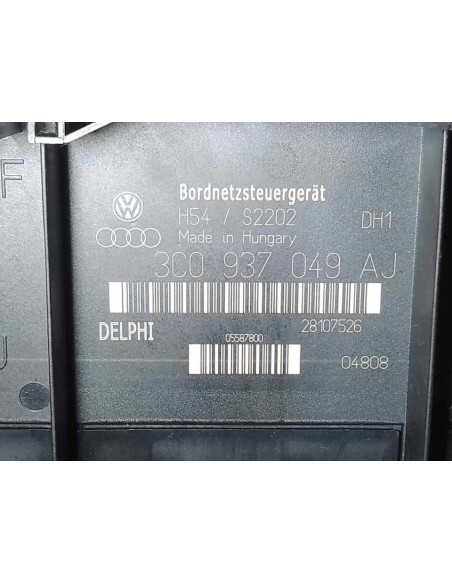 F
Bordnetzsteuergerät
H54 / S2202 DH1
Made in Hungary
3C0 937 049 AJ
28107526
DELPHI
05587800
04808